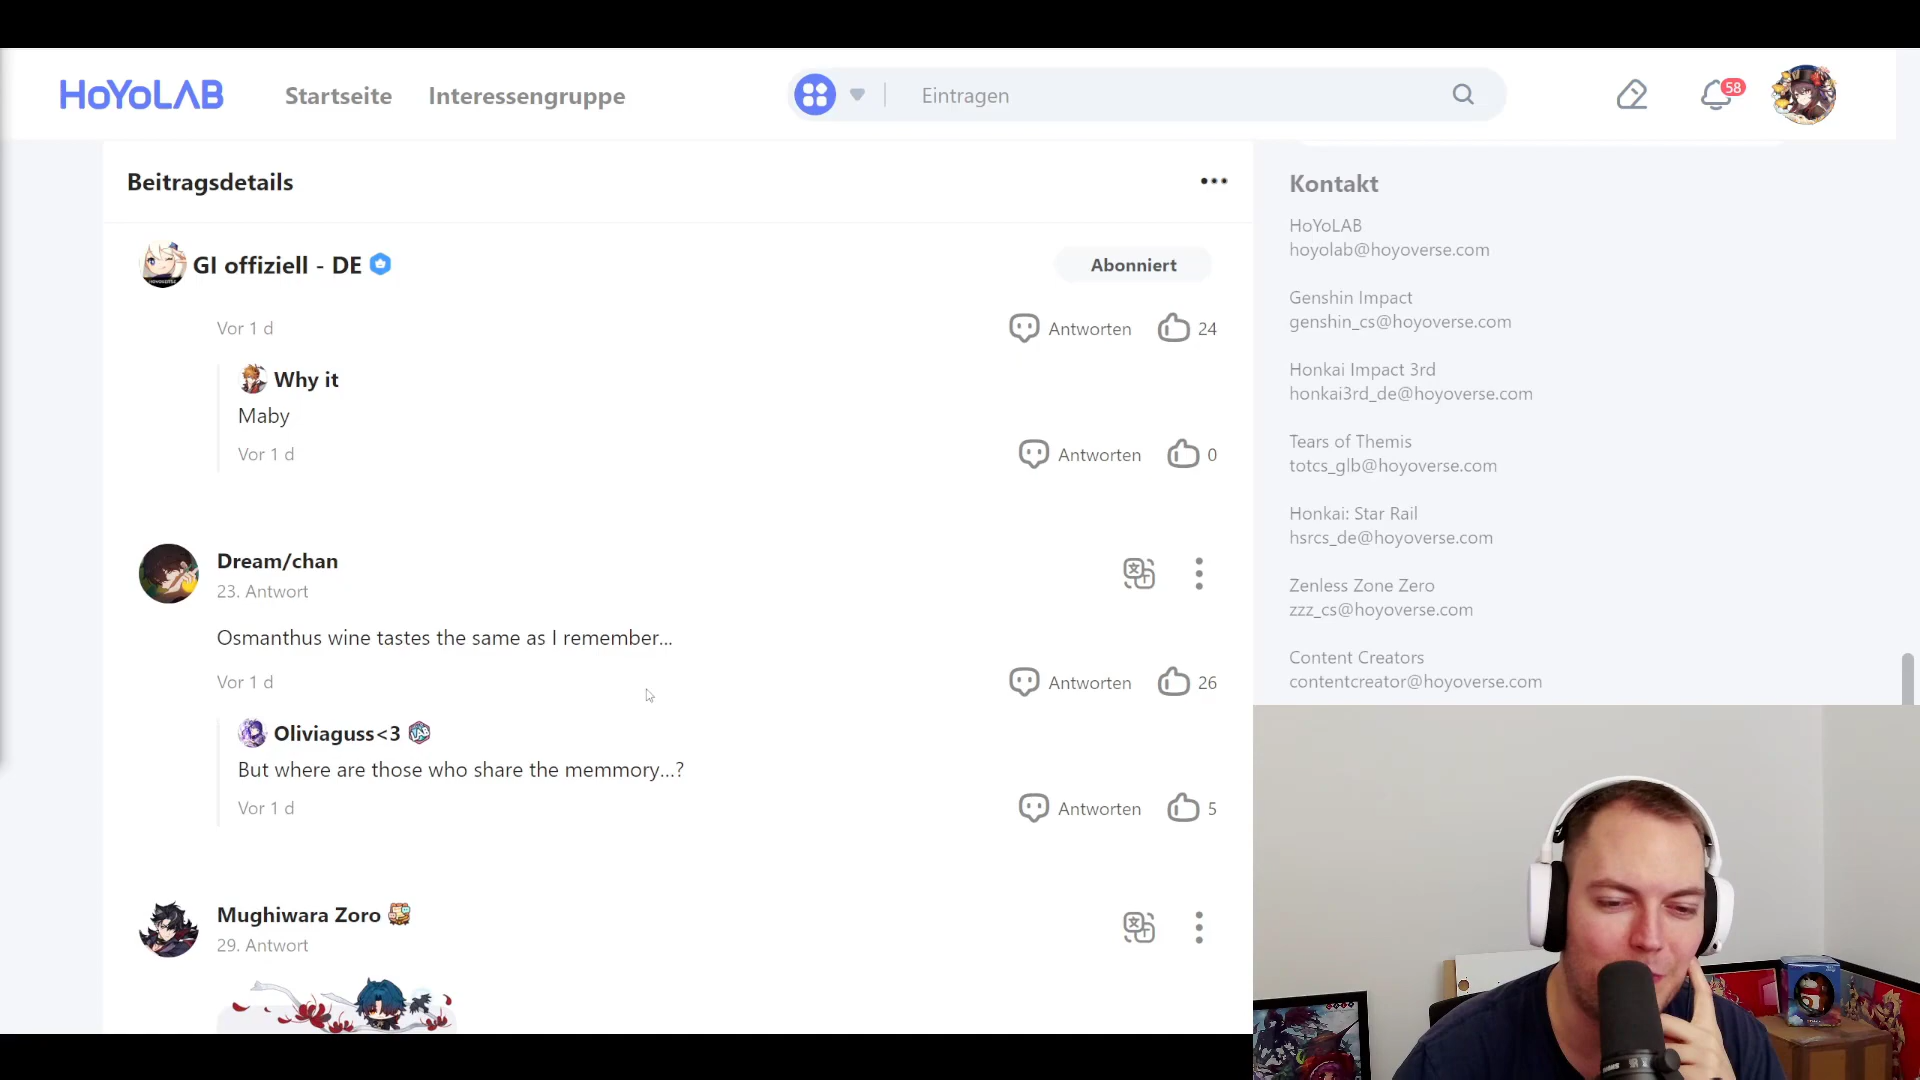 HoYoLAB
Startseite
Interessengruppe
Eintragen
58
Beitragsdetails
GI offiziell - DE
Abonniert
Vor 1 d
Antworten
24
Why it
Maby
Vor 1 d
Antworten
0
Dream/chan
23. Antwort
Osmanthus wine tastes the same as I remember...
Vor 1 d
Antworten
26
Oliviaguss<3
But where are those who share the memmory...?
Vor 1 d
Antworten
5
Mughiwara Zoro
29. Antwort
Kontakt
HoYoLAB
hoyolab@hoyoverse.com
Genshin Impact
genshin_cs@hoyoverse.com
Honkai Impact 3rd
honkai3rd_de@hoyoverse.com
Tears of Themis
totcs_glb@hoyoverse.com
Honkai: Star Rail
hsrcs_de@hoyoverse.com
Zenless Zone Zero
zzz_cs@hoyoverse.com
Content Creators
contentcreator@hoyoverse.com